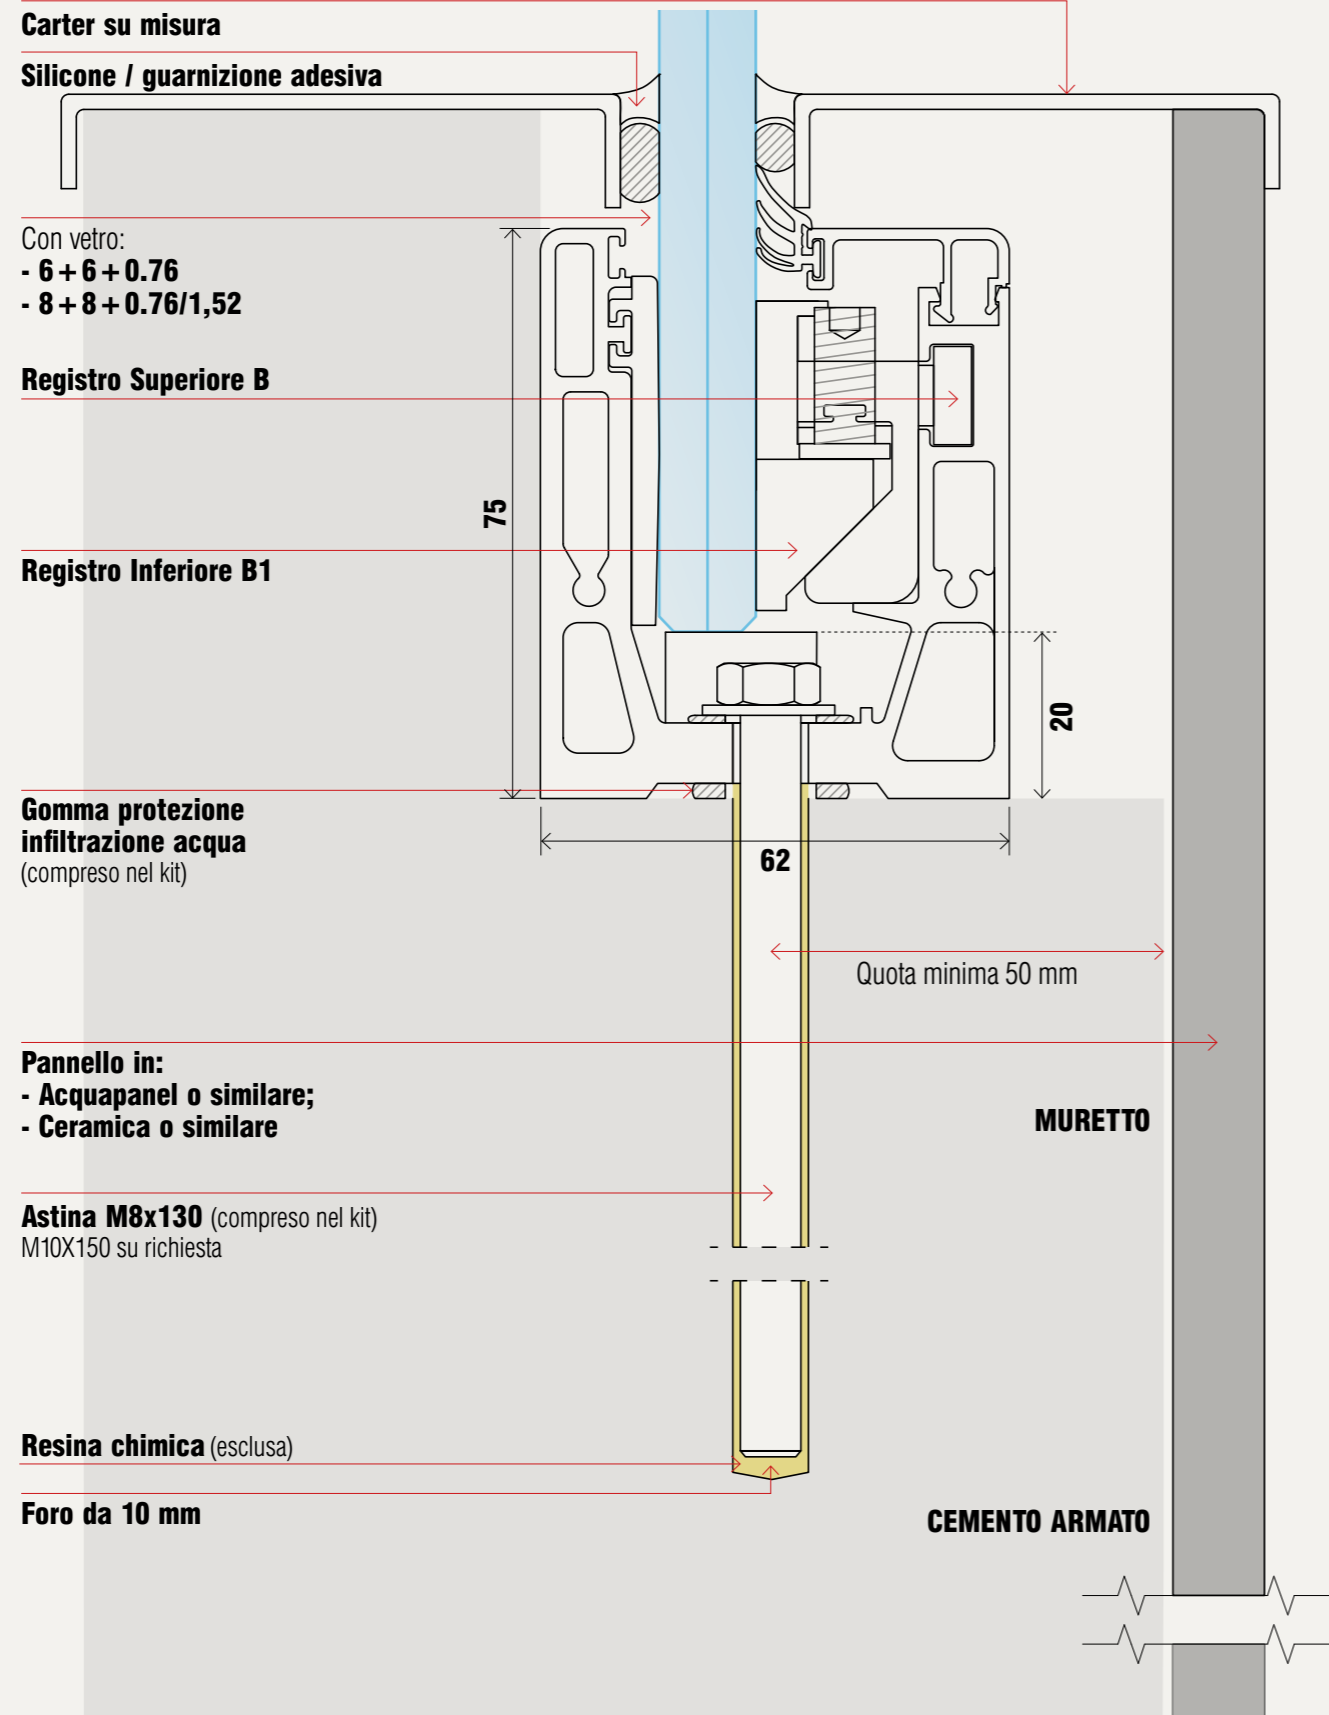 Carter su misura
Silicone / guarnizione adesiva
Con vetro:
- 6+6+0.76
- 8+8+0.76/1,52
Registro Superiore B
75
Registro Inferiore B1
20
Gomma protezione
infiltrazione acqua
(compreso nel kit)
62
Quota minima 50 mm
Pannello in:
- Acquapanel o similare;
- Ceramica o similare
MURETTO
Astina M8x130 (compreso nel kit)
M10X150 su richiesta
Resina chimica (esclusa)
Foro da 10 mm
CEMENTO ARMATO